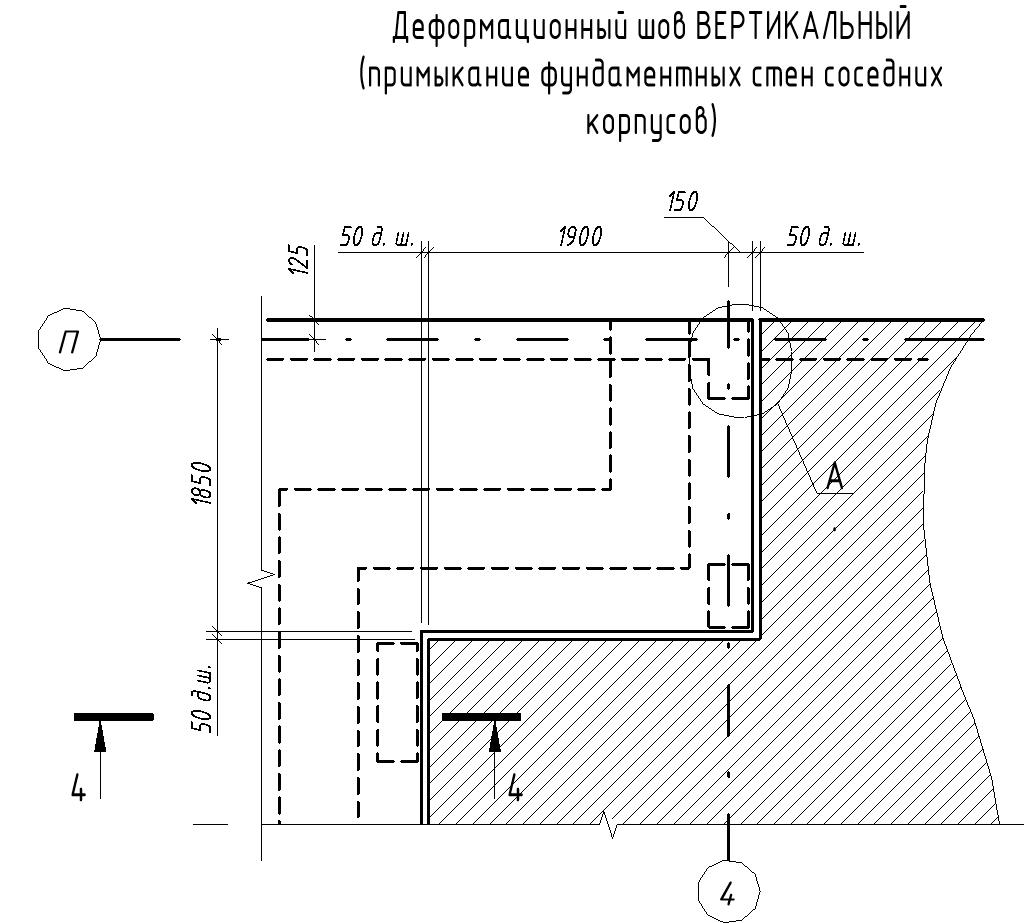 Деформационный шов ВЕРТИКАЛЬНЫЙ
(примыкание фундаментных стен соседних
корпусов)
150
50 д. ш.
1900
50 д. ш.
125
П
1850
А
50 д.ш.
4
4
4